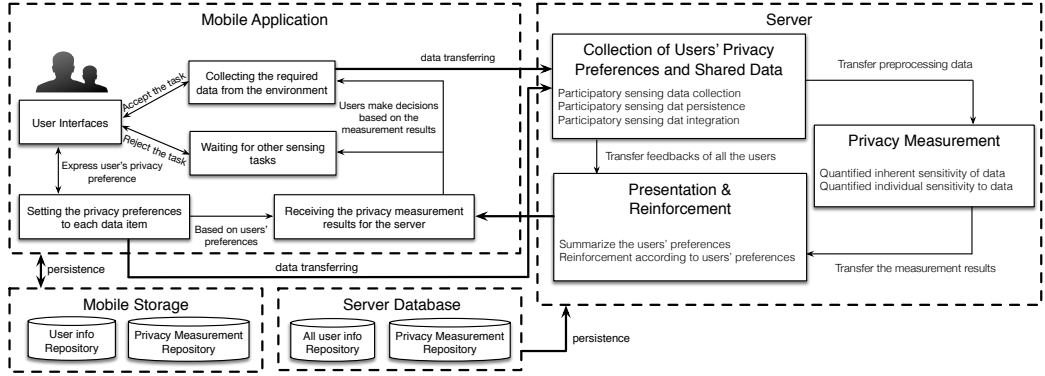 Mobile Application
Server
User Interfaces
Accept the task
Reject the task
Collecting the required
data from the environment
Waiting for other sensing
tasks
Users make decisions
based on the
measurement results
Express user's privacy
preference
Setting the privacy preferences
to each data item
Based on users'
preferences
Receiving the privacy measurement
results for the server
data transferring
data transferring
Collection of Users' Privacy
Preferences and Shared Data
Participatory sensing data collection
Participatory sensing dat persistence
Participatory sensing dat integration
Transfer preprocessing data
Privacy Measurement
Quantified inherent sensitivity of data
Quantified individual sensitivity to data
Transfer feedbacks of all the users
Presentation &
Reinforcement
Summarize the users' preferences
Reinforcement according to users' preferences
Transfer the measurement results
persistence
Mobile Storage
User info
Repository
Privacy Measurement
Repository
Server Database
All user info
Repository
Privacy Measurement
Repository
persistence